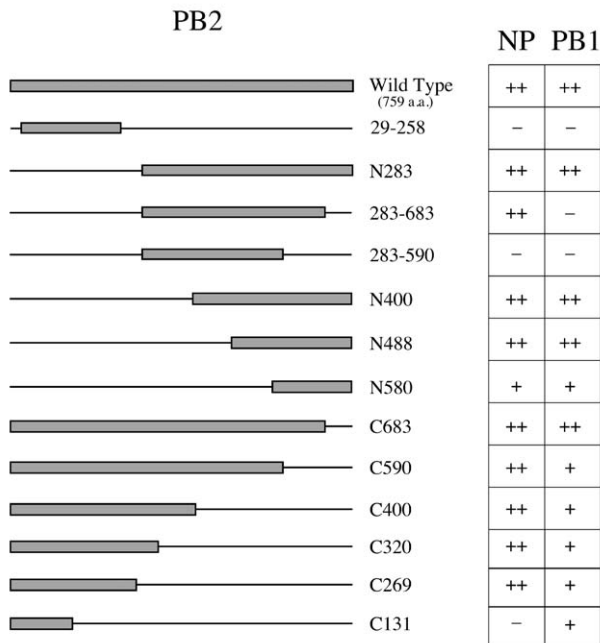 PB2
NP PB1
Wild Type ++ ++
(759 a.a.)
29-258 – –
N283 ++ ++
283-683 ++ –
283-590 – –
N400 ++ ++
N488 ++ ++
N580 + +
C683 ++ ++
C590 ++ +
C400 ++ +
C320 ++ +
C269 ++ +
C131 – +